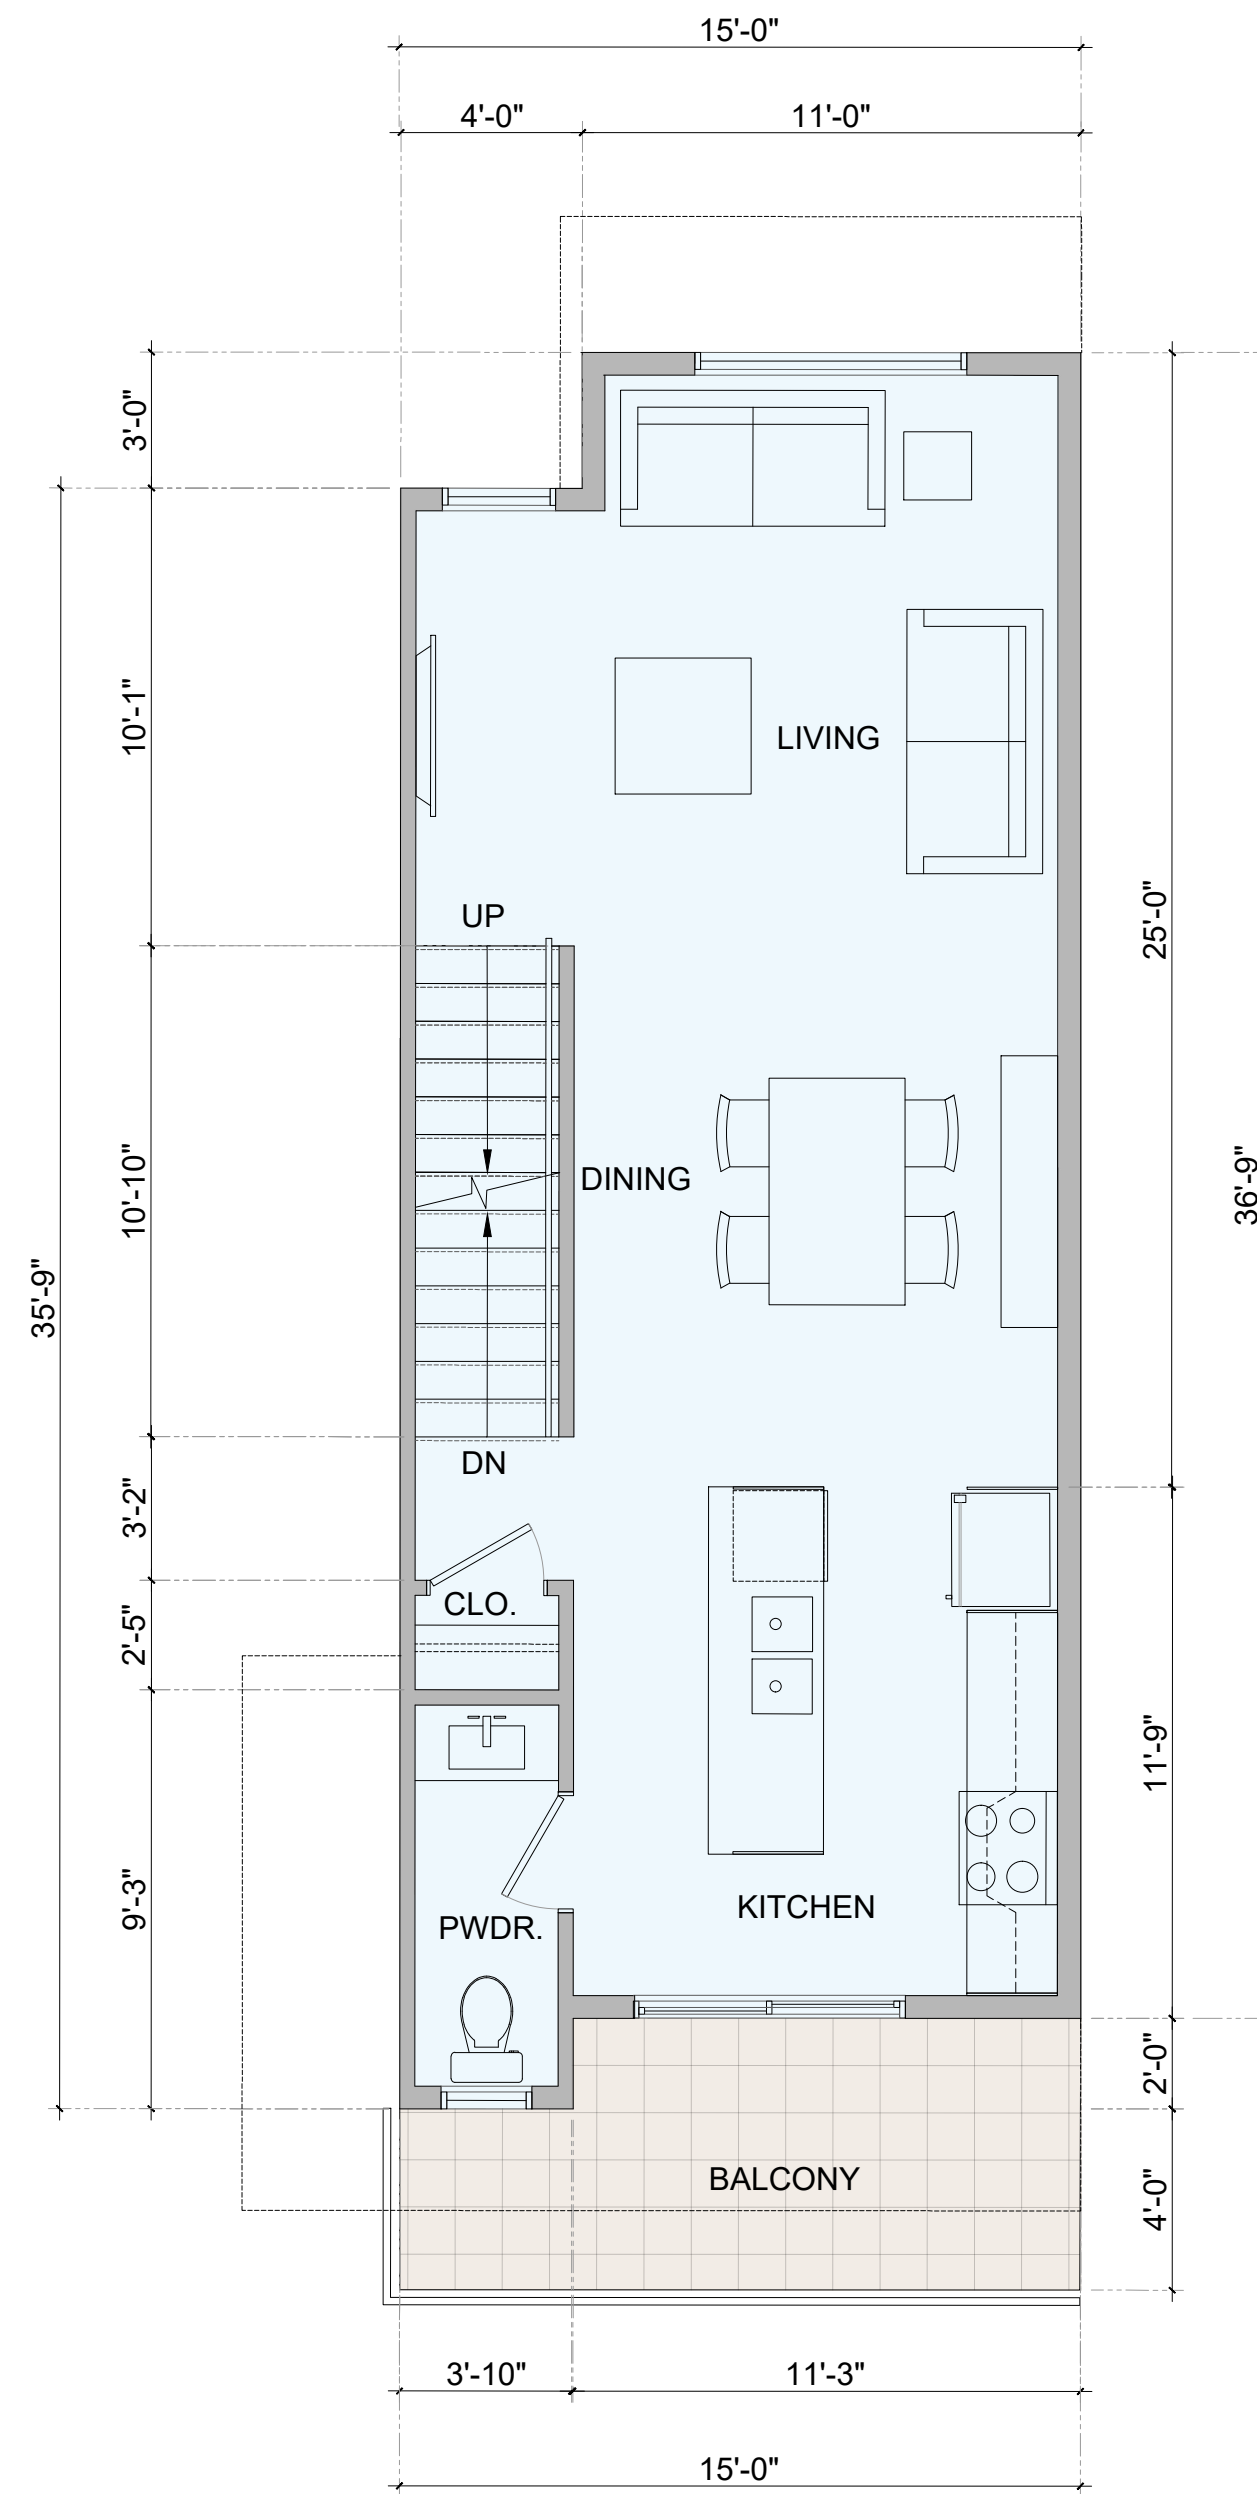 15'-0"
4'-0"
11'-0"
3'-0"
10'-1"
LIVING
UP
25'-0"
10'-10"
DINING
36'-9"
35'-9"
DN
3'-2"
CLO.
2'-5"
11'-9"
9'-3"
KITCHEN
PWDR.
2'-0"
BALCONY
4'-0"
3'-10"
11'-3"
15'-0"